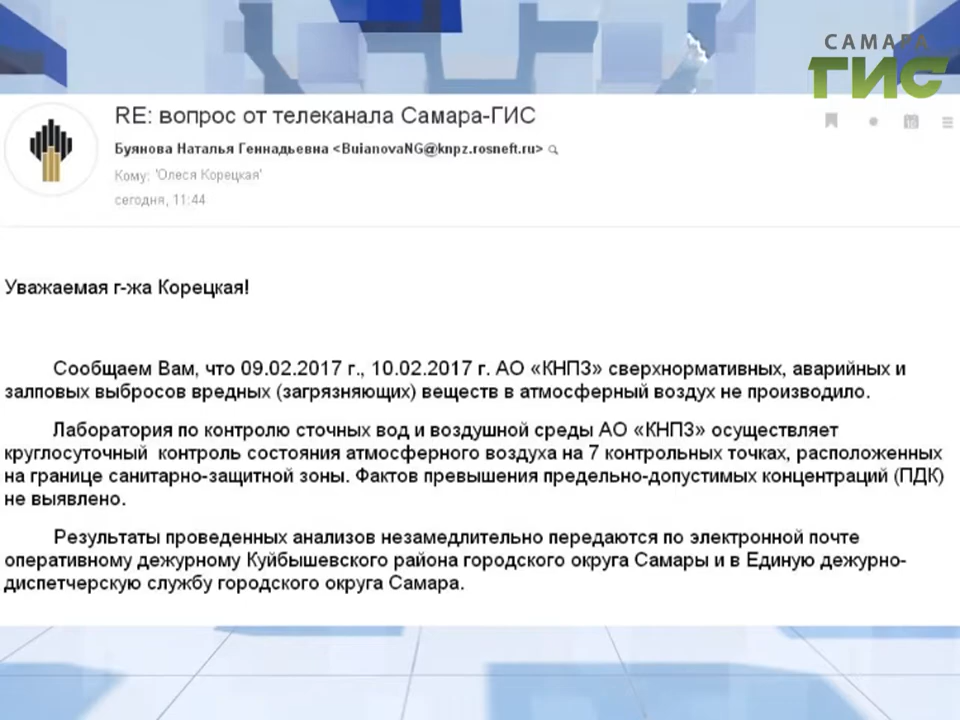 САМАРА
ГИС
RE: вопрос от телеканала Самара-ГИС
Буянова Наталья Геннадьевна <BuianovaNG@knpz.rosneft.ru>
Кому: 'Олеся Корецкая'
сегодня, 11:44
Уважаемая г-жа Корецкая!
Сообщаем Вам, что 09.02.2017 г., 10.02.2017 г. АО «КНПЗ» сверхнормативных, аварийных и
залповых выбросов вредных (загрязняющих) веществ в атмосферный воздух не производило.
Лаборатория по контролю сточных вод и воздушной среды АО «КНПЗ» осуществляет
круглосуточный контроль состояния атмосферного воздуха на 7 контрольных точках, расположенных
на границе санитарно-защитной зоны. Фактов превышения предельно-допустимых концентраций (ПДК)
не выявлено.
Результаты проведенных анализов незамедлительно передаются по электронной почте
оперативному дежурному Куйбышевского района городского округа Самары и в Единую дежурно-
диспетчерскую службу городского округа Самара.